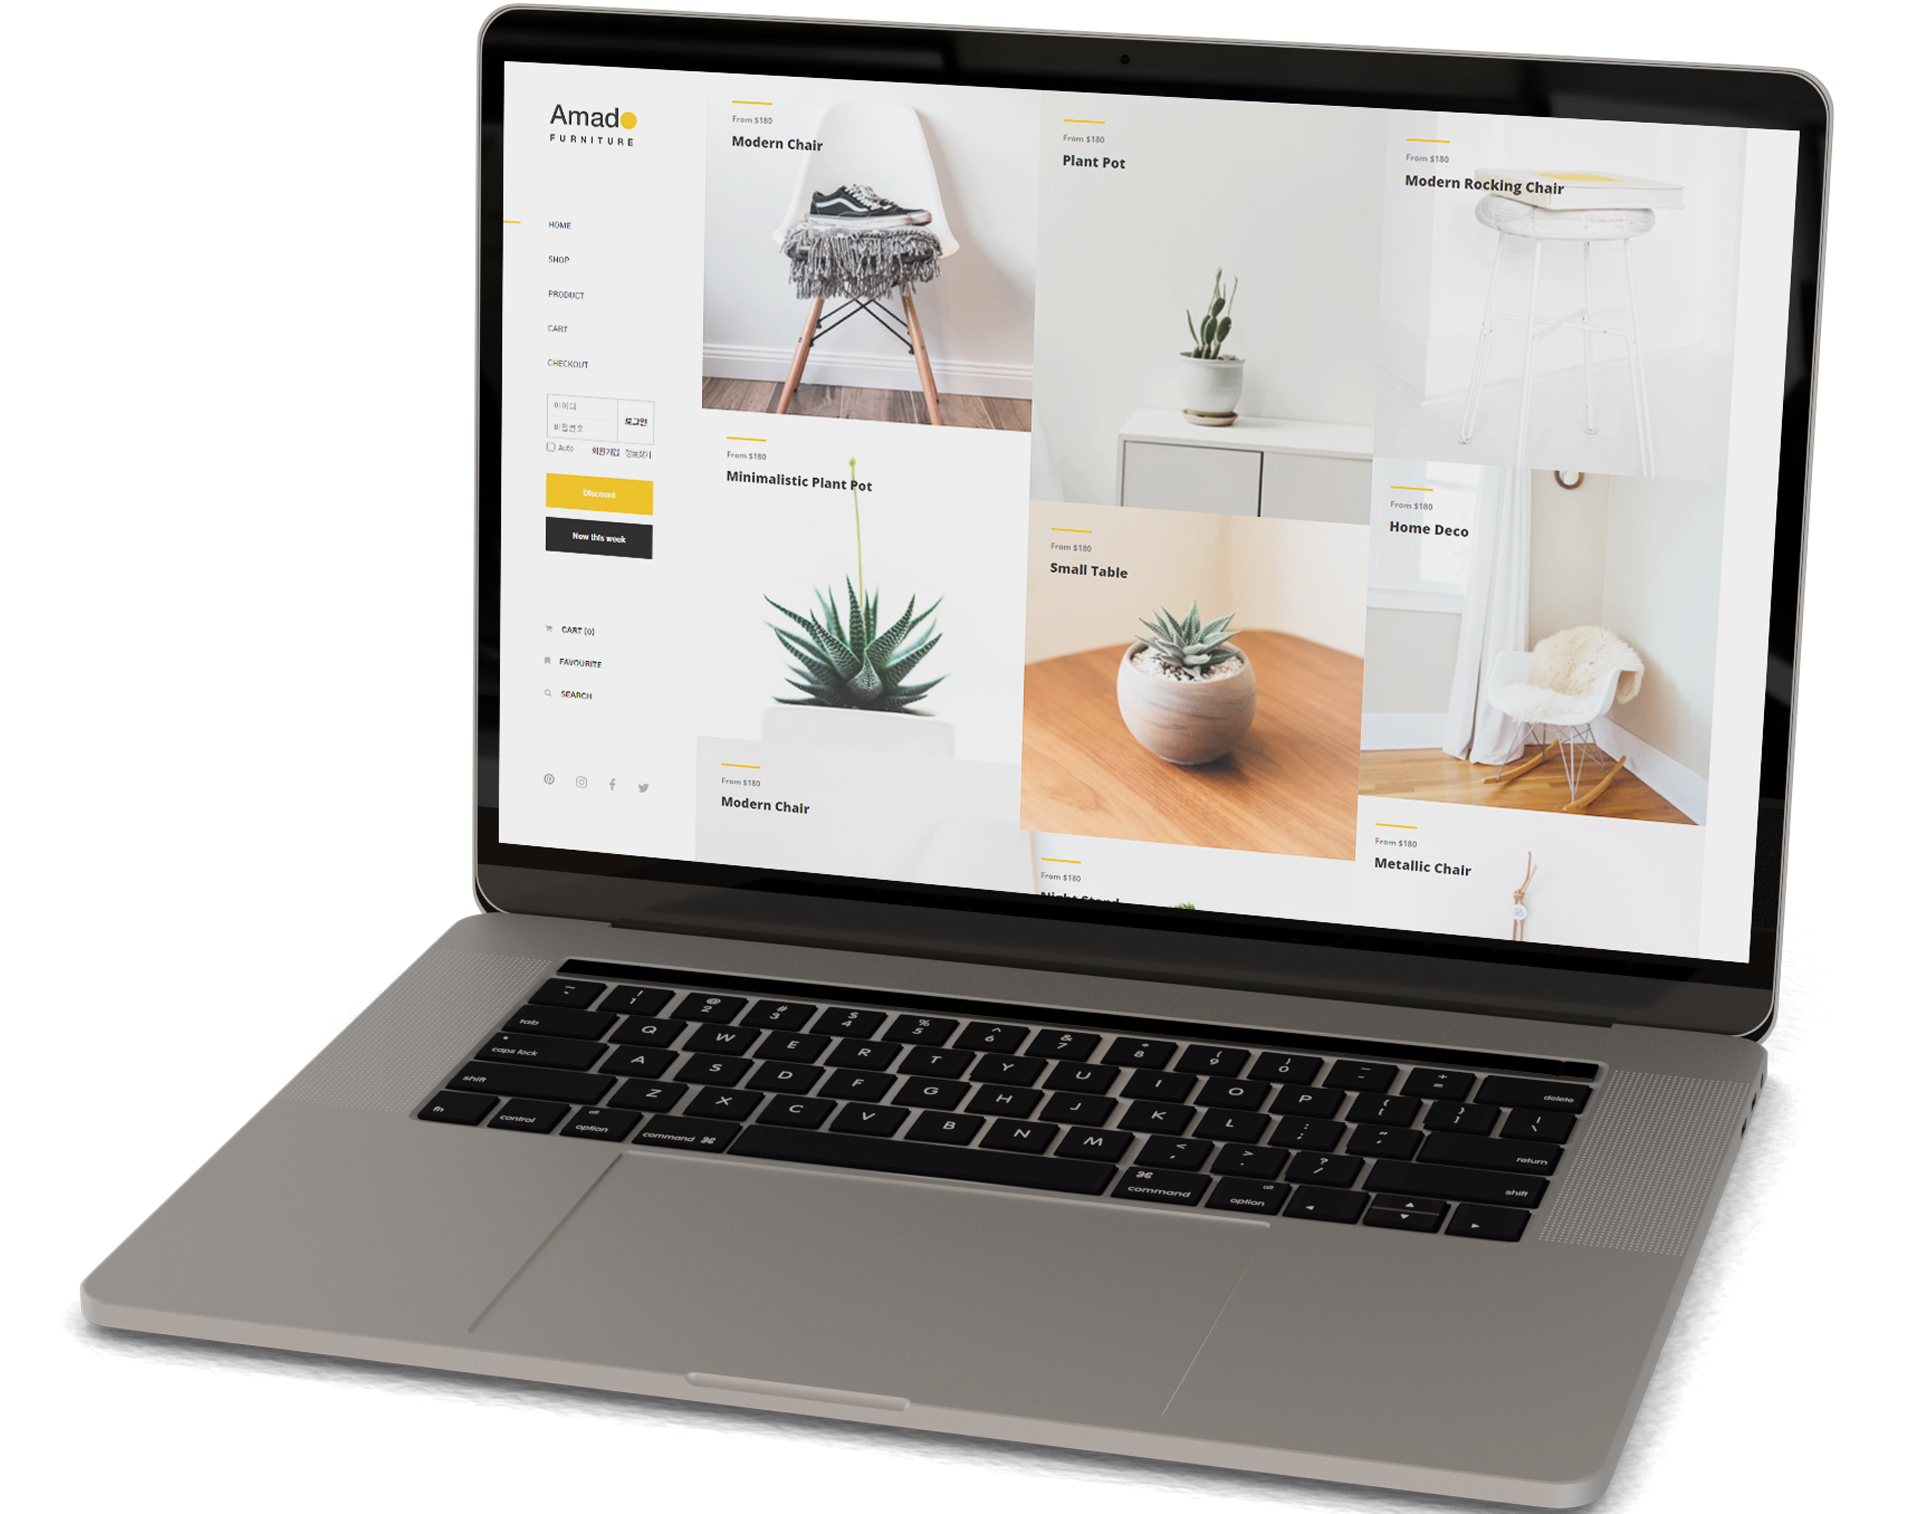 Amado
FURNITURE
HOME
SHOP
PRODUCT
CART
CHECKOUT
아이디
비밀번호
로그인
Auto
회원가입
정보찾기
Discount
New this week
CART (0)
FAVOURITE
SEARCH
From $180
Modern Chair
From $180
Minimalistic Plant Pot
From $180
Modern Chair
From $180
Plant Pot
From $180
Small Table
From $180
Night Stand
From $180
Modern Rocking Chair
From $180
Home Deco
From $180
Metallic Chair
~ `
! 1 @ 2 # 3 $ 4 % 5 ^ 6 & 7 * 8 ( 9 ) 0 _ - + = delete
tab Q W E R T Y U I O P { [ } ] | \
caps lock A S D F G H J K L : ; " ' return
shift Z X C V B N M < , > . ? / shift
fn control alt option command ⌘ ⌘ command alt option ◀ ▲ ▼ ▶